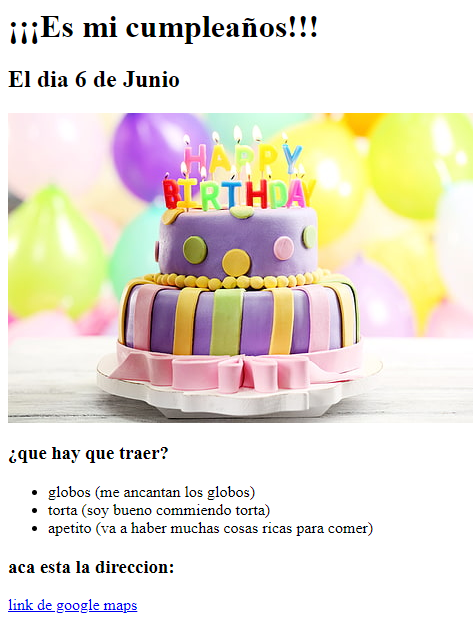 ¡¡¡Es mi cumpleaños!!!
El dia 6 de Junio
HAPPY
BIRTHDAY
¿que hay que traer?
globos (me ancantan los globos)
torta (soy bueno commiendo torta)
apetito (va a haber muchas cosas ricas para comer)
aca esta la direccion:
link de google maps